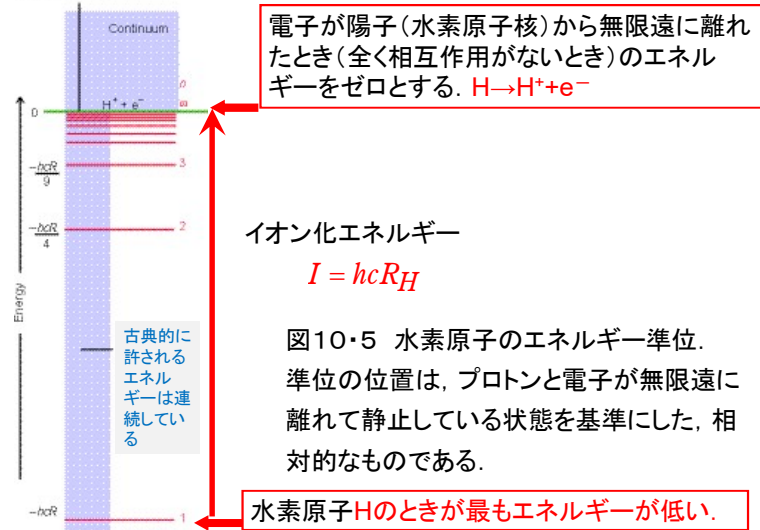 Continuum
∞
H⁺ + e⁻
0
電子が陽子(水素原子核)から無限遠に離れ
たとき(全く相互作用がないとき)のエネル
ギーをゼロとする. H→H⁺+e⁻
3
−hcR
9
2
−hcR
4
イオン化エネルギー
I = hcR_H
Energy
古典的に
許される
エネル
ギーは連
続してい
る
図10・5 水素原子のエネルギー準位.
準位の位置は, プロトンと電子が無限遠に
離れて静止している状態を基準にした, 相
対的なものである.
−hcR
1
水素原子Hのときが最もエネルギーが低い.